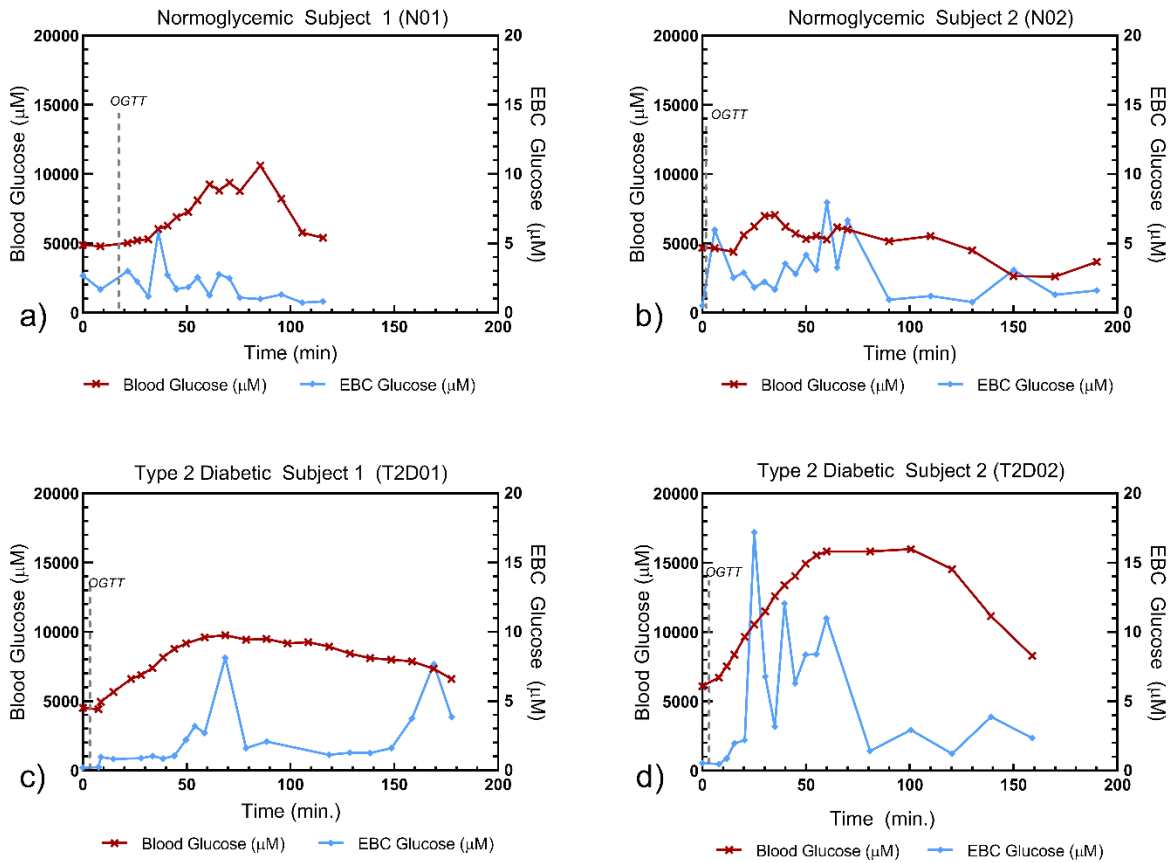 Normoglycemic Subject 1 (N01)
20000
15000
10000
5000
0
Blood Glucose (μM)
OGTT
20
15
10
5
0
EBC Glucose (μM)
0 50 100 150 200
Time (min)
a)
Blood Glucose (μM) EBC Glucose (μM)
Normoglycemic Subject 2 (N02)
20000
15000
10000
5000
0
Blood Glucose (μM)
OGTT
20
15
10
5
0
EBC Glucose (μM)
0 50 100 150 200
Time (min)
b)
Blood Glucose (μM) EBC Glucose (μM)
Type 2 Diabetic Subject 1 (T2D01)
20000
15000
10000
5000
0
Blood Glucose (μM)
OGTT
20
15
10
5
0
EBC Glucose (μM)
0 50 100 150 200
Time (min.)
c)
Blood Glucose (μM) EBC Glucose (μM)
Type 2 Diabetic Subject 2 (T2D02)
20000
15000
10000
5000
0
Blood Glucose (μM)
OGTT
20
15
10
5
0
EBC Glucose (μM)
0 50 100 150 200
Time (min.)
d)
Blood Glucose (μM) EBC Glucose (μM)